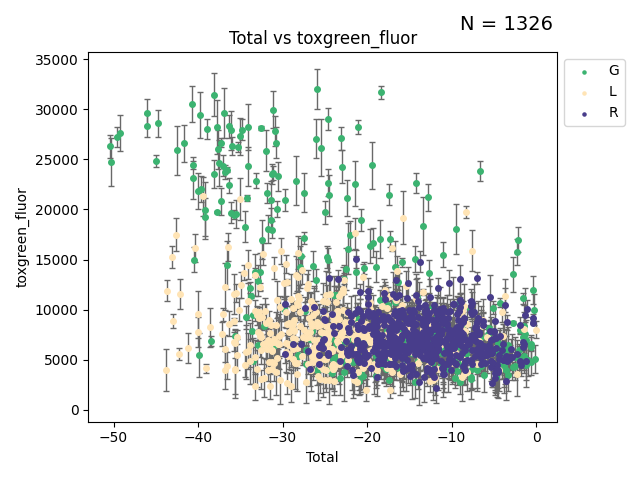 N = 1326
Total vs toxgreen_fluor
35000
30000
25000
20000
15000
10000
5000
0
toxgreen_fluor
−50
−40
−30
−20
−10
0
Total
G
L
R